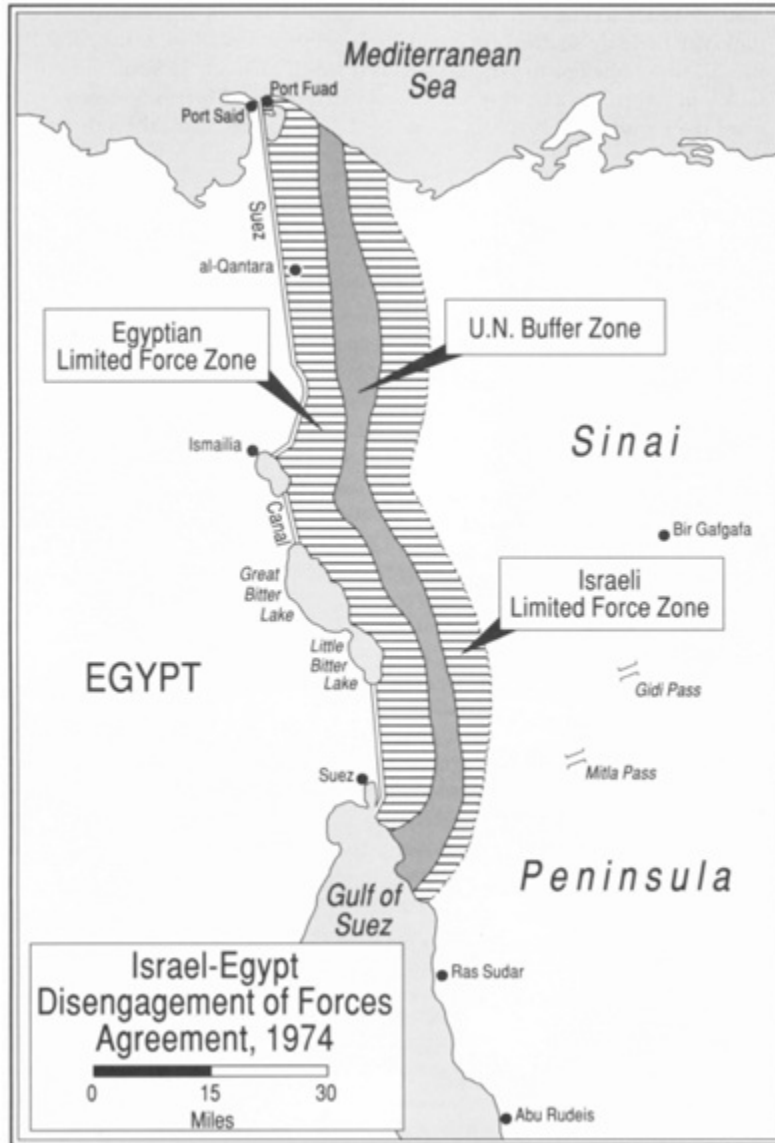 Mediterranean
Sea
Port Fuad
Port Said
Suez
al-Qantara
Egyptian
Limited Force Zone
U.N. Buffer Zone
Sinai
Ismailia
Canal
Bir Gafgafa
Great
Bitter
Lake
Israeli
Limited Force Zone
Little
Bitter
Lake
EGYPT
Gidi Pass
Suez
Mitla Pass
Peninsula
Gulf of
Suez
Israel-Egypt
Disengagement of Forces
Agreement, 1974
0 15 30
Miles
Ras Sudar
Abu Rudeis